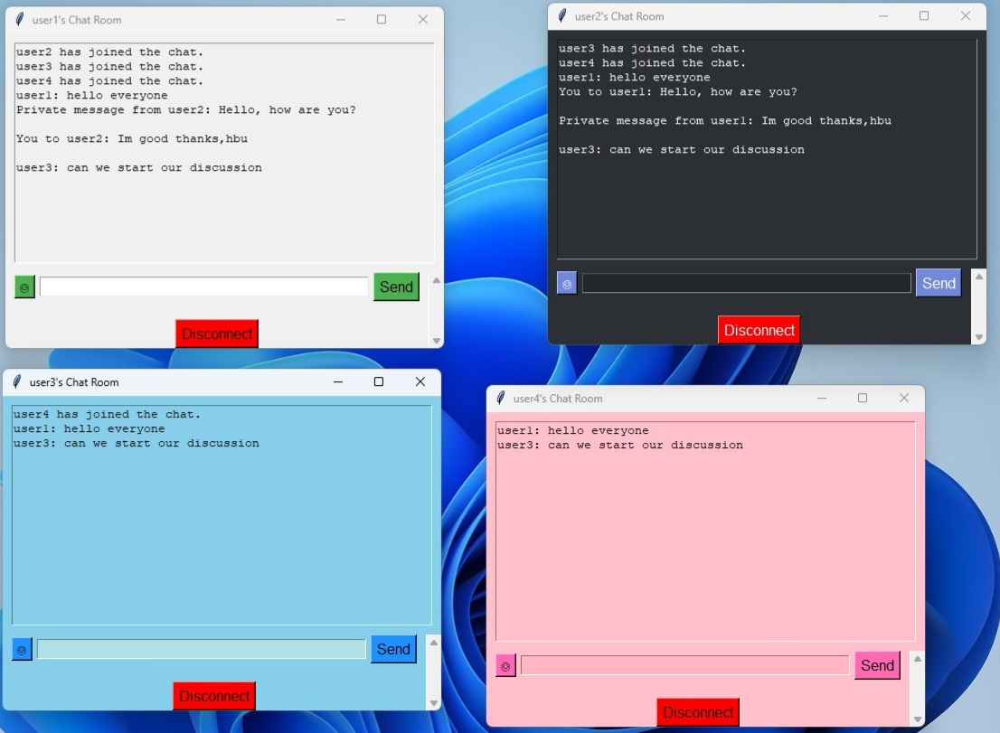 user1's Chat Room
user2 has joined the chat.
user3 has joined the chat.
user4 has joined the chat.
user1: hello everyone
Private message from user2: Hello, how are you?
You to user2: Im good thanks,hbu
user3: can we start our discussion
Send
Disconnect
user2's Chat Room
user3 has joined the chat.
user4 has joined the chat.
user1: hello everyone
You to user1: Hello, how are you?
Private message from user1: Im good thanks,hbu
user3: can we start our discussion
Send
Disconnect
user3's Chat Room
user4 has joined the chat.
user1: hello everyone
user3: can we start our discussion
Send
Disconnect
user4's Chat Room
user1: hello everyone
user3: can we start our discussion
Send
Disconnect